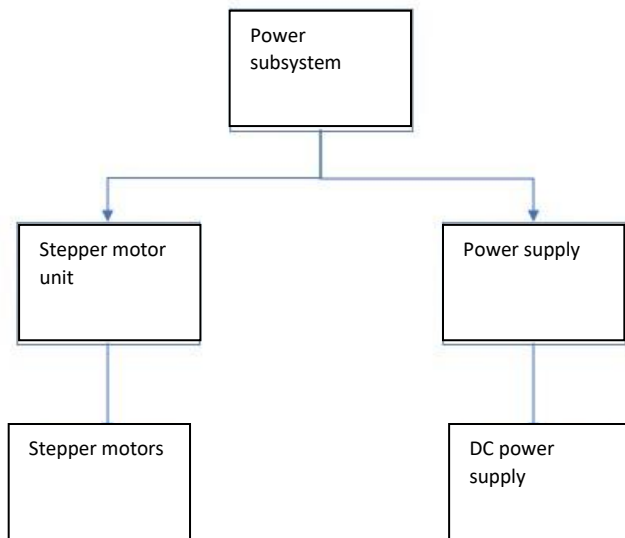 Power
subsystem
Stepper motor
unit
Power supply
Stepper motors
DC power
supply